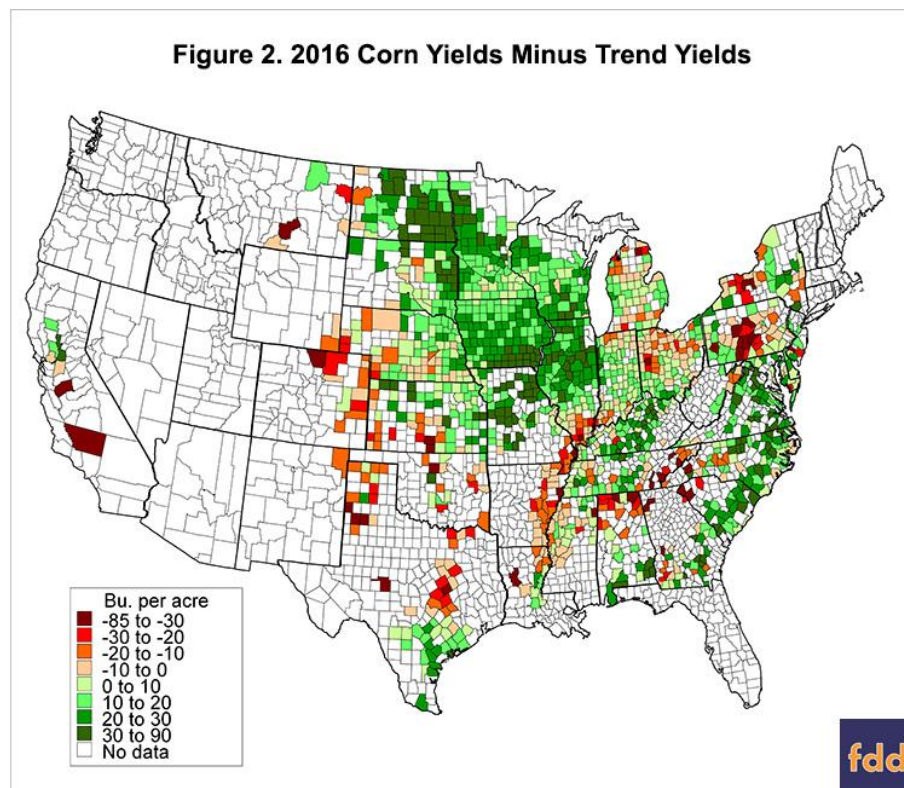 Figure 2. 2016 Corn Yields Minus Trend Yields
Bu. per acre
-85 to -30
-30 to -20
-20 to -10
-10 to 0
0 to 10
10 to 20
20 to 30
30 to 90
No data
fdd